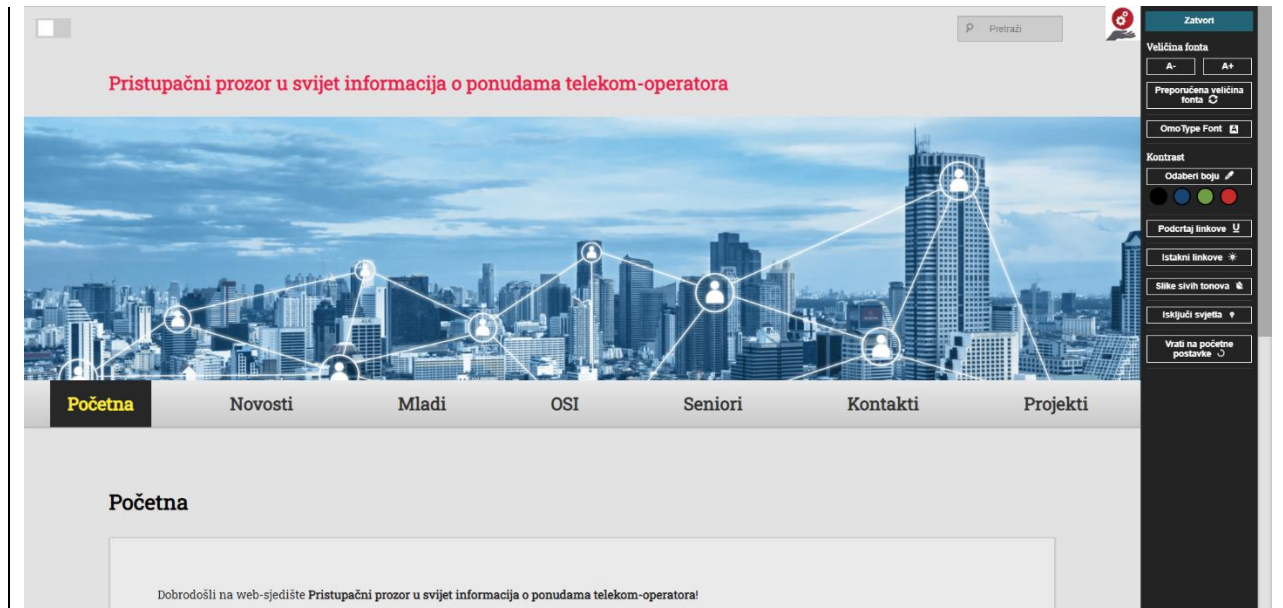 Pretraži
Pristupačni prozor u svijet informacija o ponudama telekom-operatora
Početna
Novosti
Mladi
OSI
Seniori
Kontakti
Projekti
Početna
Dobrodošli na web-sjedište Pristupačni prozor u svijet informacija o ponudama telekom-operatora!
Zatvori
Veličina fonta
A-
A+
Preporučena veličina
fonta
OmoType Font A
Kontrast
Odaberi boju
Podcrtaj linkove U
Istakni linkove
Slike sivih tonova
Isključi svjetla
Vrati na početne
postavke